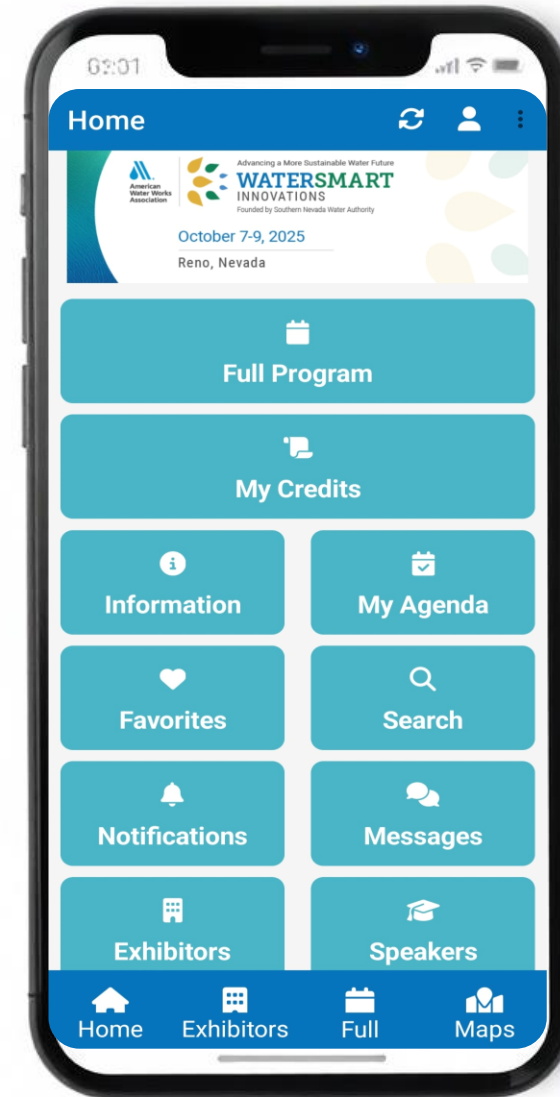 03:01
Home
American
Water Works
Association
Advancing a More Sustainable Water Future
WATERSMART
INNOVATIONS
Founded by Southern Nevada Water Authority
October 7-9, 2025
Reno, Nevada
Full Program
My Credits
Information
My Agenda
Favorites
Search
Notifications
Messages
Exhibitors
Speakers
Home
Exhibitors
Full
Maps